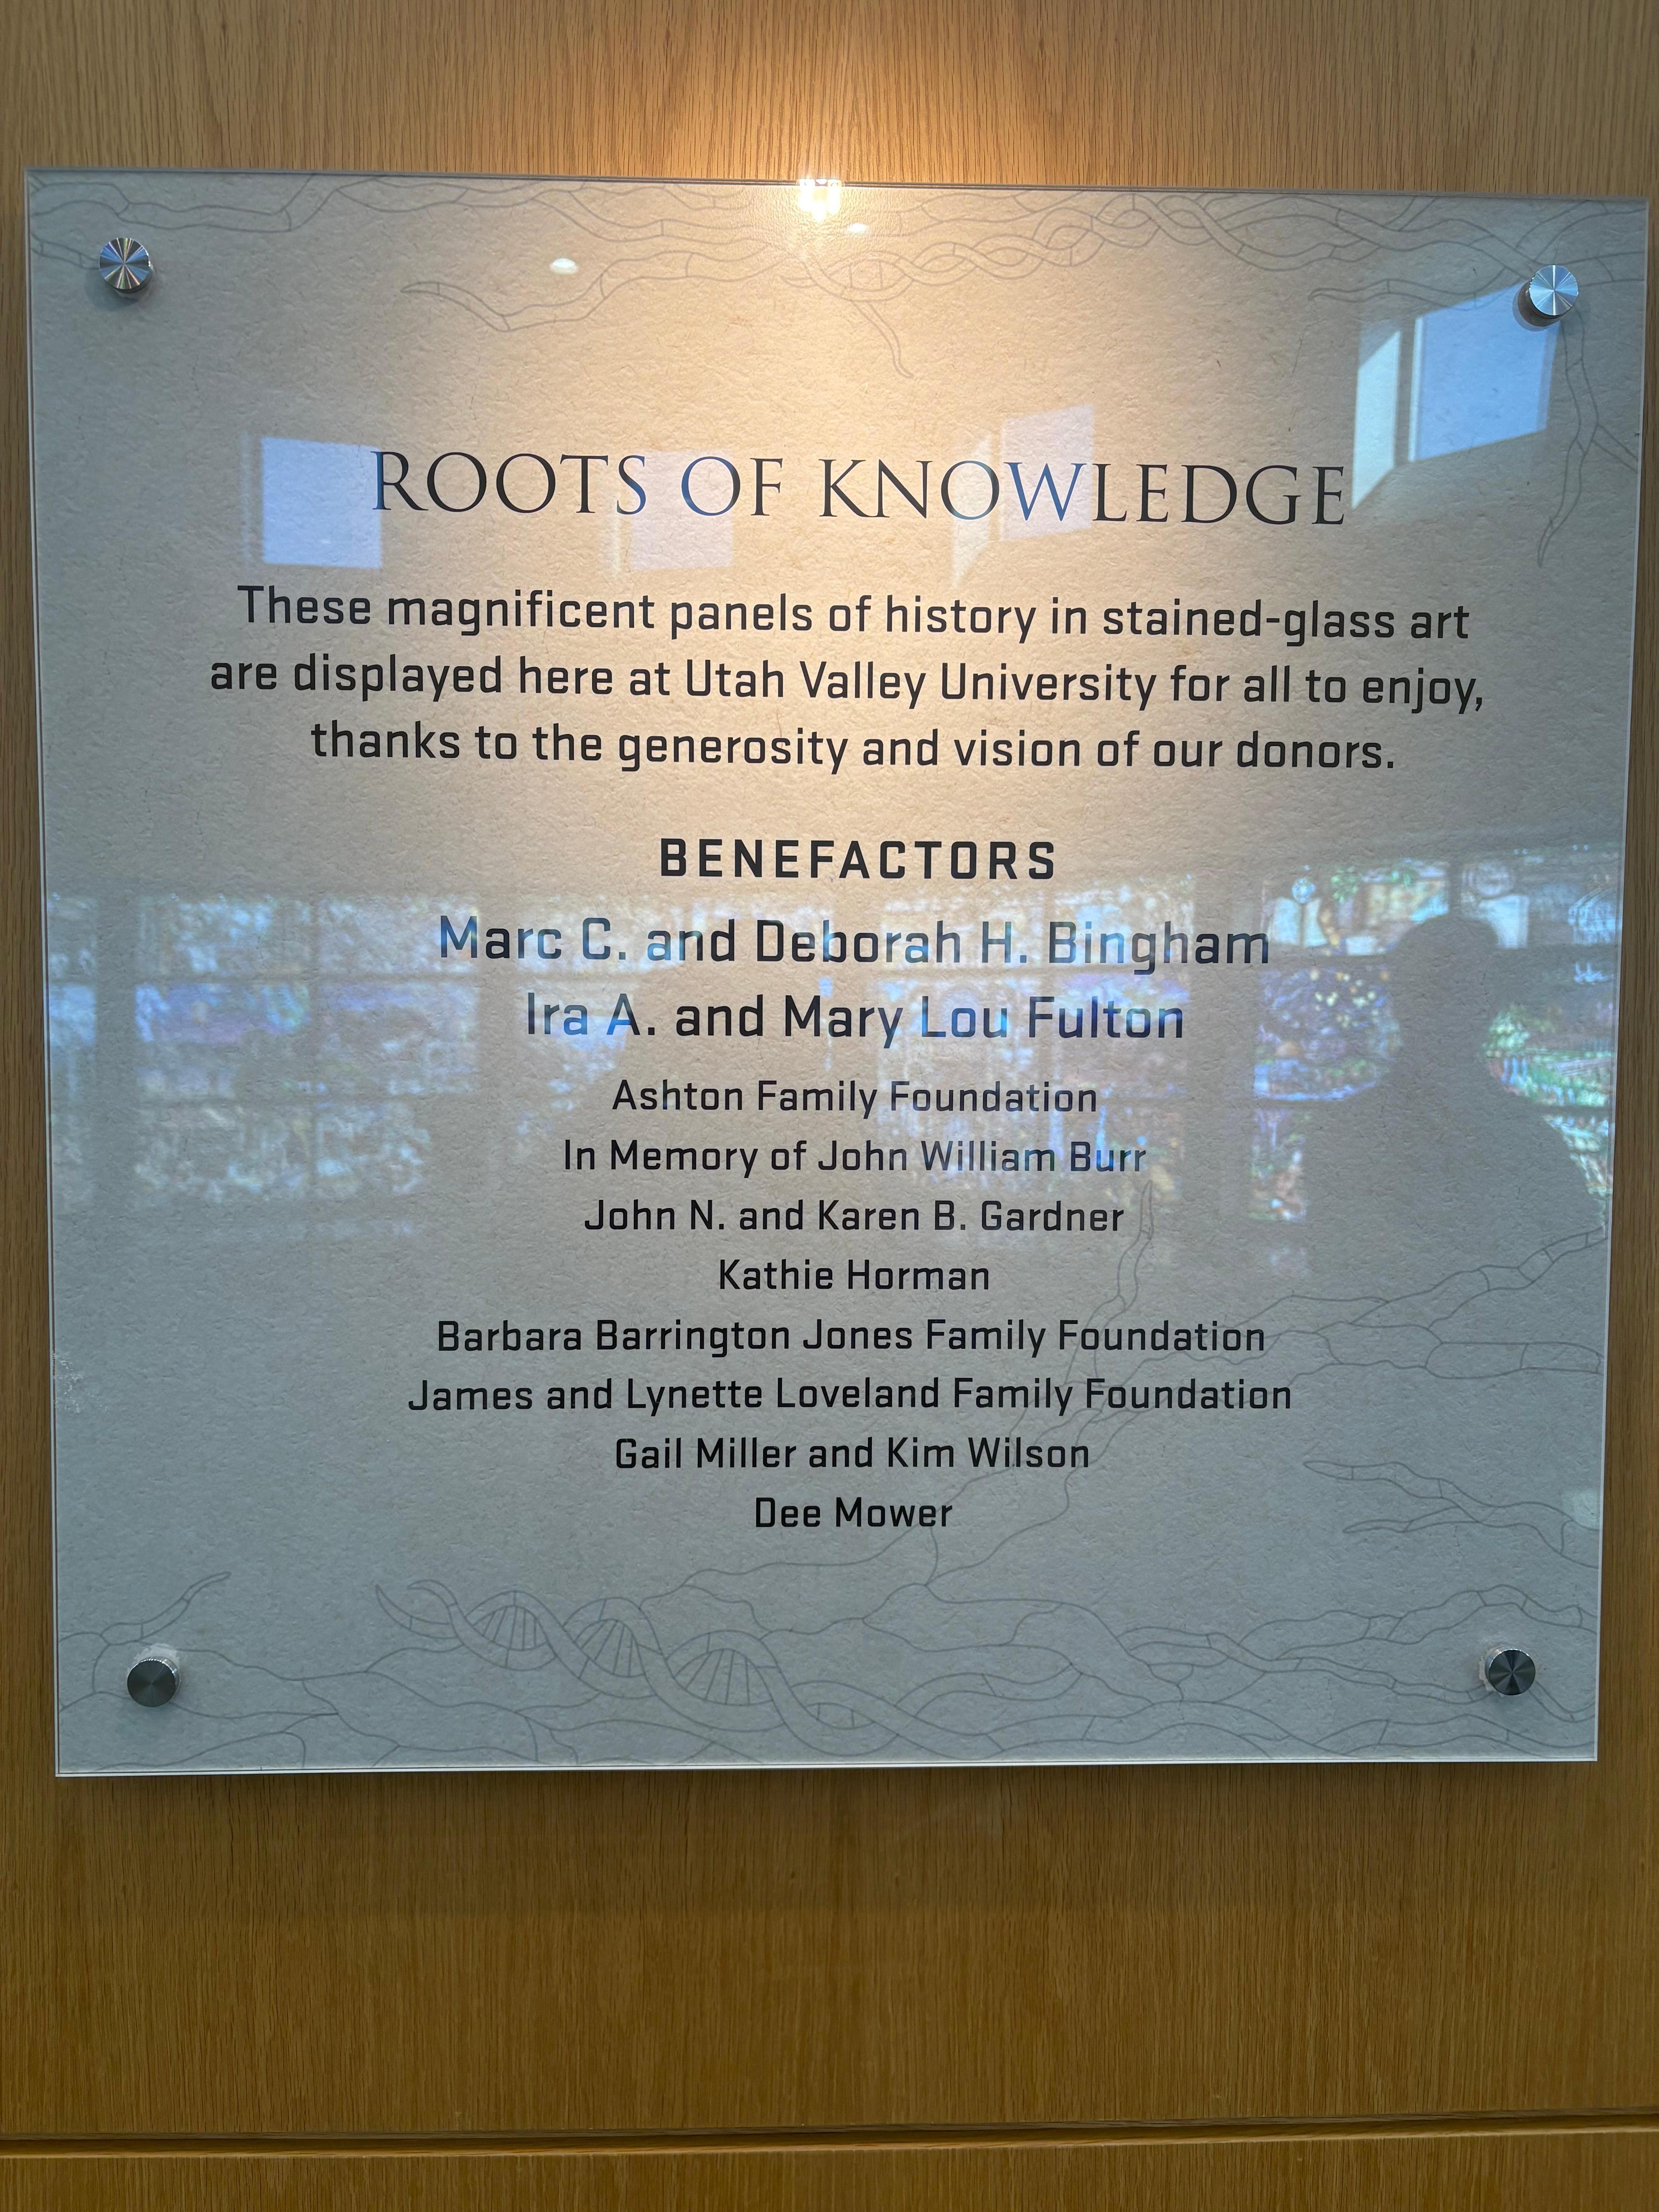 ROOTS OF KNOWLEDGE
These magnificent panels of history in stained-glass art
are displayed here at Utah Valley University for all to enjoy,
thanks to the generosity and vision of our donors.
BENEFACTORS
Marc C. and Deborah H. Bingham
Ira A. and Mary Lou Fulton
Ashton Family Foundation
In Memory of John William Burr
John N. and Karen B. Gardner
Kathie Horman
Barbara Barrington Jones Family Foundation
James and Lynette Loveland Family Foundation
Gail Miller and Kim Wilson
Dee Mower